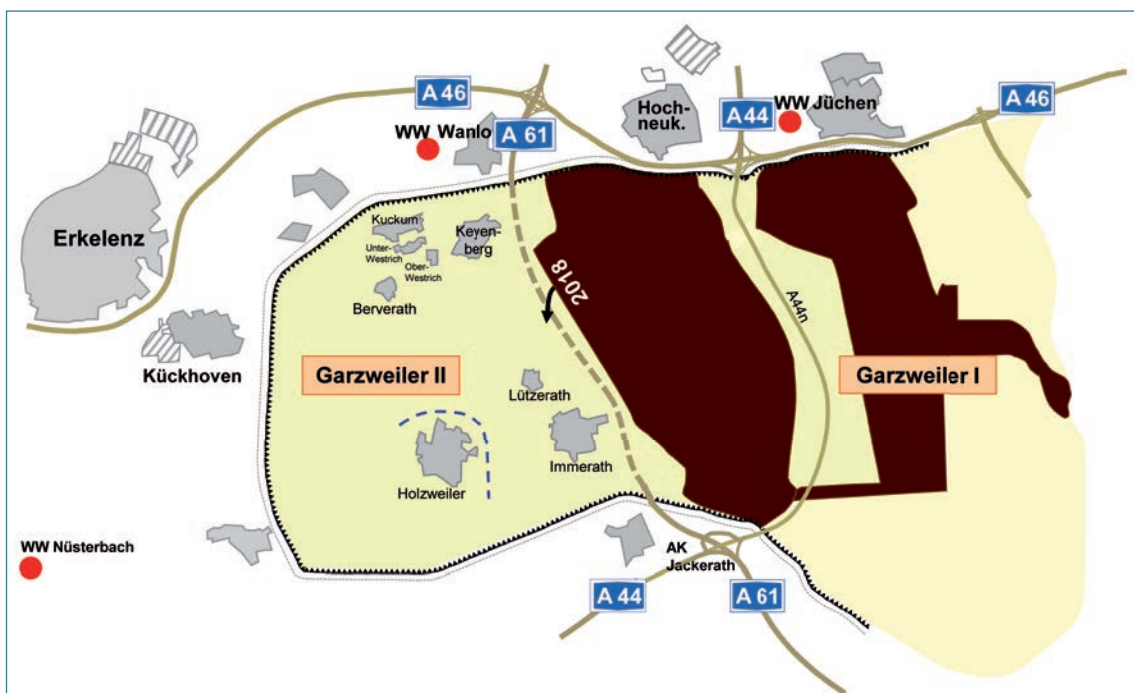 A 46
A 61
WW Wanlo
Hoch-
neuk.
A 44
WW Jüchen
A 46
Erkelenz
Kückhoven
Kuckum
Unter-
Westrich
Ober-
Westrich
Keyen-
berg
Berverath
2018
A44n
Garzweiler II
Garzweiler I
Lützerath
Immerath
Holzweiler
WW Nüsterbach
AK
Jackerath
A 44
A 61